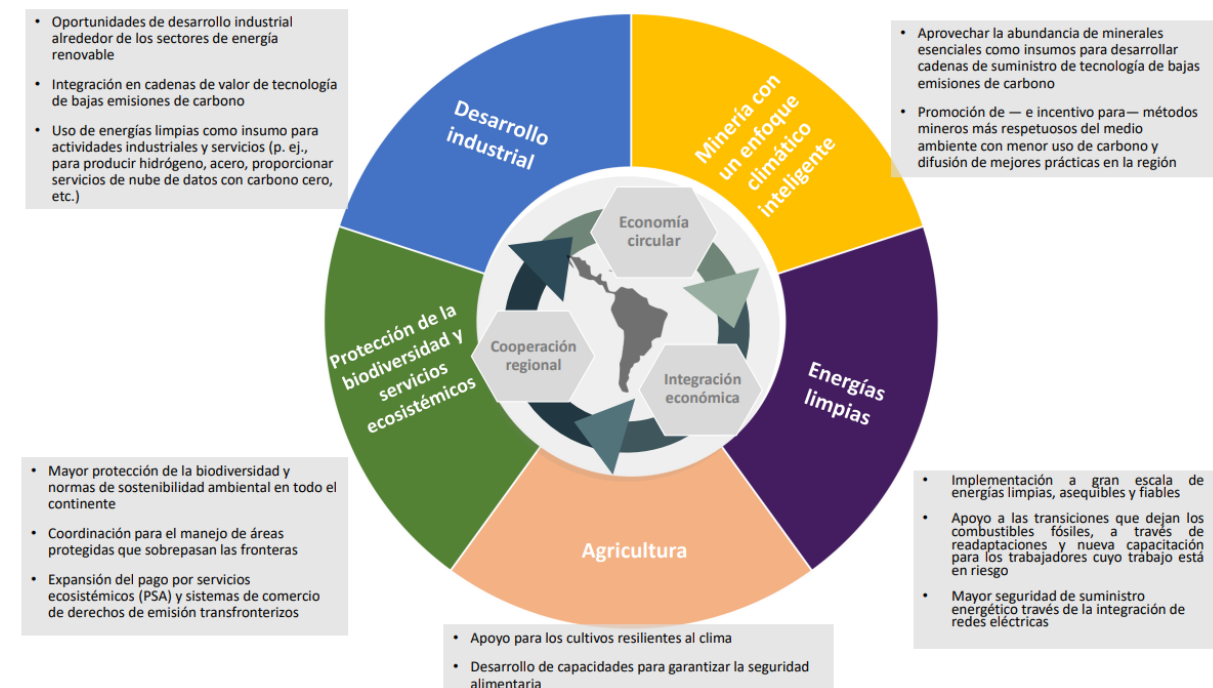 • Oportunidades de desarrollo industrial
alrededor de los sectores de energía
renovable
• Integración en cadenas de valor de tecnología
de bajas emisiones de carbono
• Uso de energías limpias como insumo para
actividades industriales y servicios (p. ej.,
para producir hidrógeno, acero, proporcionar
servicios de nube de datos con carbono cero,
etc.)
Desarrollo
industrial
Minería con
un enfoque
climático
inteligente
• Aprovechar la abundancia de minerales
esenciales como insumos para desarrollar
cadenas de suministro de tecnología de bajas
emisiones de carbono
• Promoción de — e incentivo para— métodos
mineros más respetuosos del medio
ambiente con menor uso de carbono y
difusión de mejores prácticas en la región
Economía
circular
Cooperación
regional
Integración
económica
Protección de la
biodiversidad y
servicios
ecosistémicos
Energías
limpias
Agricultura
• Mayor protección de la biodiversidad y
normas de sostenibilidad ambiental en todo el
continente
• Coordinación para el manejo de áreas
protegidas que sobrepasan las fronteras
• Expansión del pago por servicios
ecosistémicos (PSA) y sistemas de comercio
de derechos de emisión transfronterizos
• Implementación a gran escala de
energías limpias, asequibles y fiables
• Apoyo a las transiciones que dejan los
combustibles fósiles, a través de
readaptaciones y nueva capacitación
para los trabajadores cuyo trabajo está
en riesgo
• Mayor seguridad de suministro
energético través de la integración de
redes eléctricas
• Apoyo para los cultivos resilientes al clima
• Desarrollo de capacidades para garantizar la seguridad
alimentaria